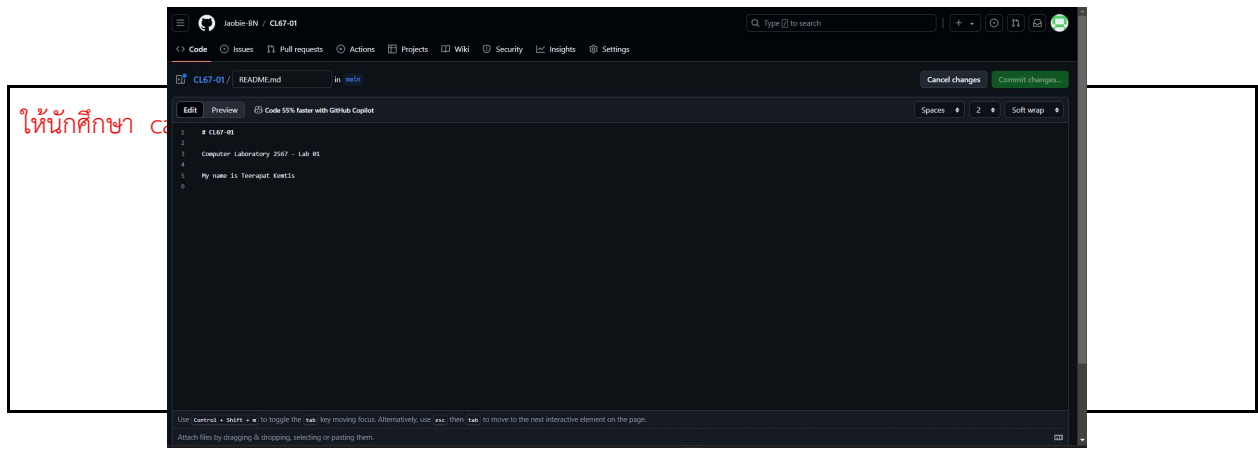 Jaobie-BN / CL67-01
Type / to search
Code Issues Pull requests Actions Projects Wiki Security Insights Settings
CL67-01 / README.md in main
Cancel changes Commit changes...
ให้นักศึกษา ca
Edit Preview Code 55% faster with GitHub Copilot
Spaces 2 Soft wrap
1 # CL67-01
2
3 Computer Laboratory 2567 - Lab 01
4
5 My name is Teerapat Kemtis
6
Use Control + Shift + m to toggle the tab key moving focus. Alternatively, use esc then tab to move to the next interactive element on the page.
Attach files by dragging & dropping, selecting or pasting them.